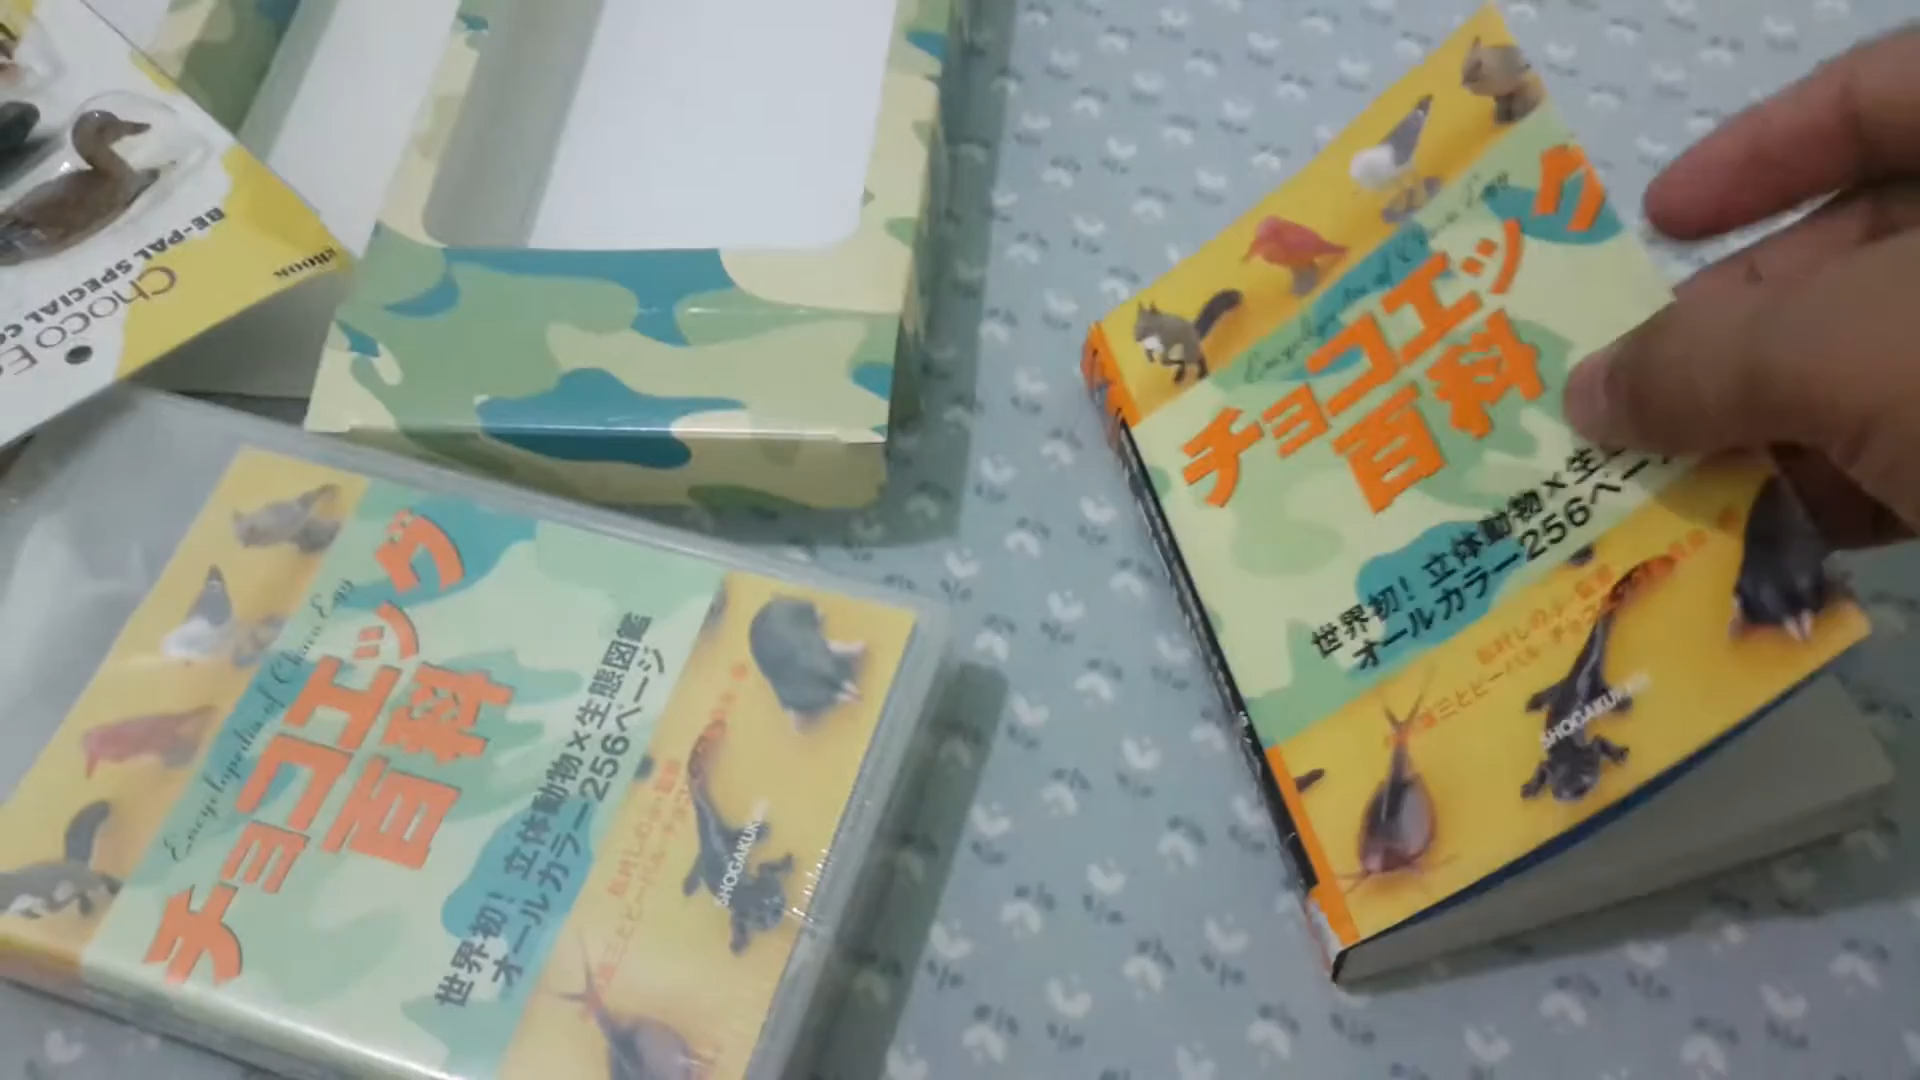 BE-PAL SPECIAL
Choco E
Encyclopedia of Choco Egg
チョコエッグ
百科
世界初! 立体動物×生態図鑑
オールカラー256ページ
SHOGAKU
Encyclopedia of Choco Egg
チョコエッグ
百科
世界初! 立体動物×生
オールカラー256ページ
SHOGAKU